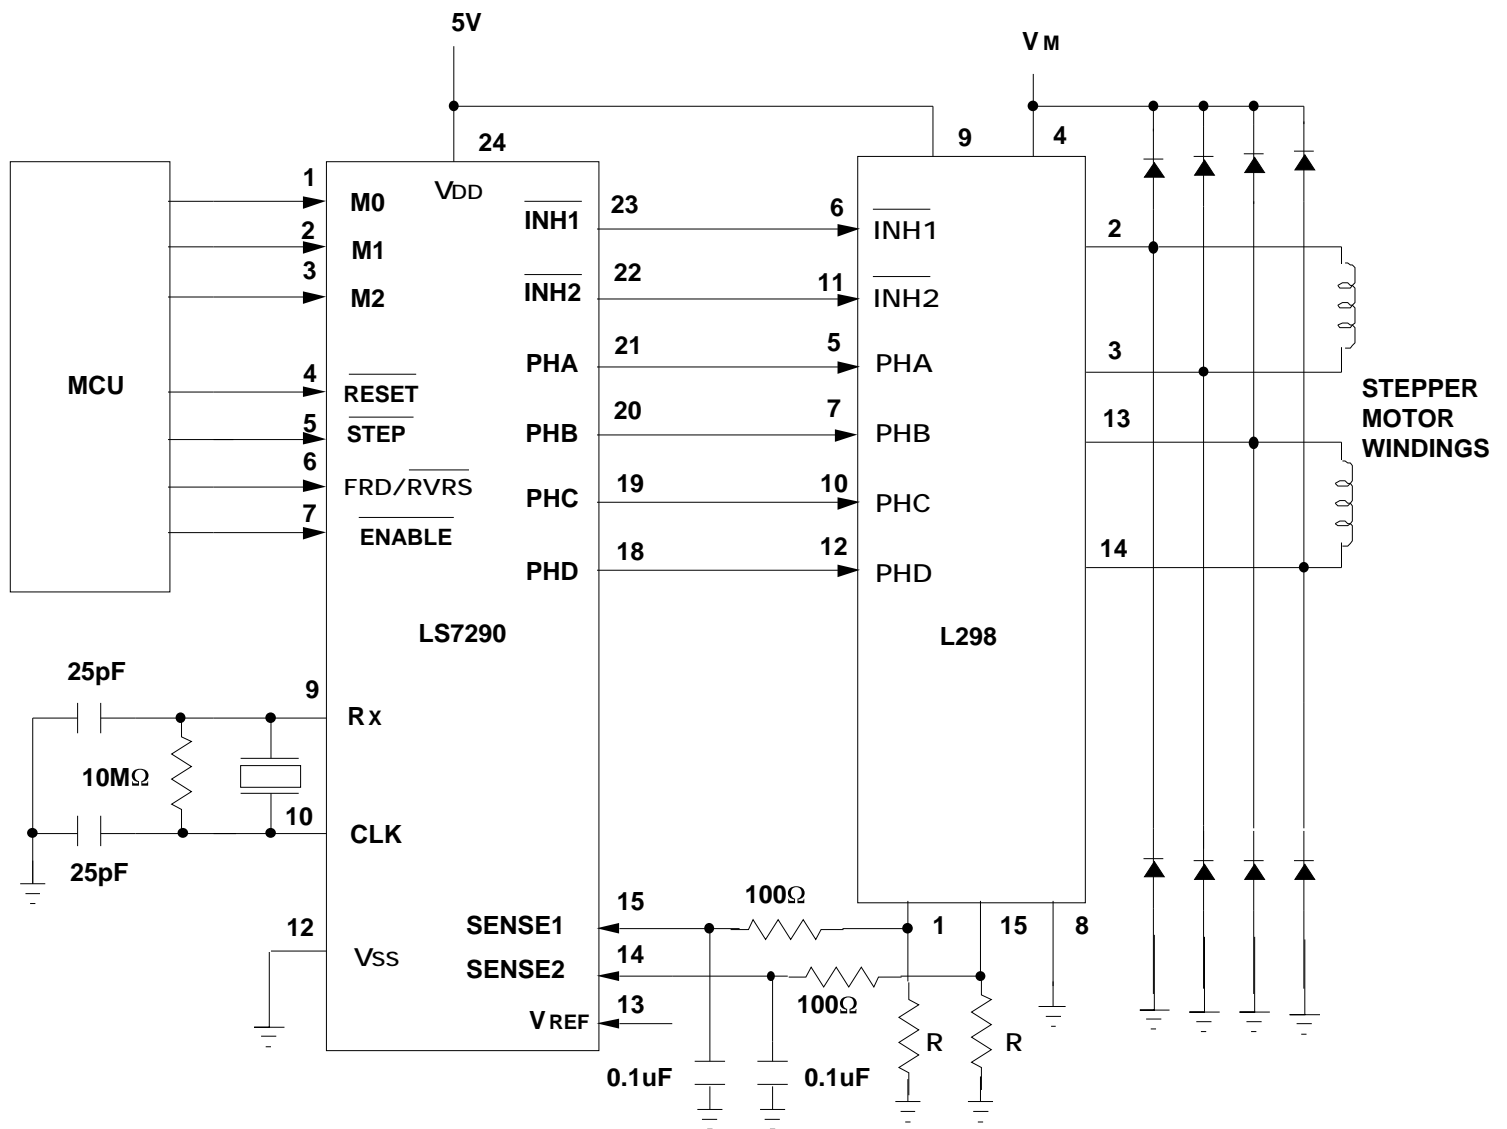 5V
VM
24
9
4
1
M0
VDD
23
INH1
6
INH1
2
2
M1
3
M2
22
INH2
11
INH2
21
PHA
5
PHA
3
MCU
4
RESET
STEPPER
MOTOR
WINDINGS
5
STEP
20
PHB
7
PHB
13
6
FRD/RVRS
19
PHC
10
PHC
7
ENABLE
18
PHD
12
PHD
14
LS7290
L298
25pF
9
RX
10MΩ
10
CLK
25pF
15
SENSE1
100Ω
1
15
8
12
VSS
14
SENSE2
100Ω
13
VREF
R
R
0.1uF
0.1uF